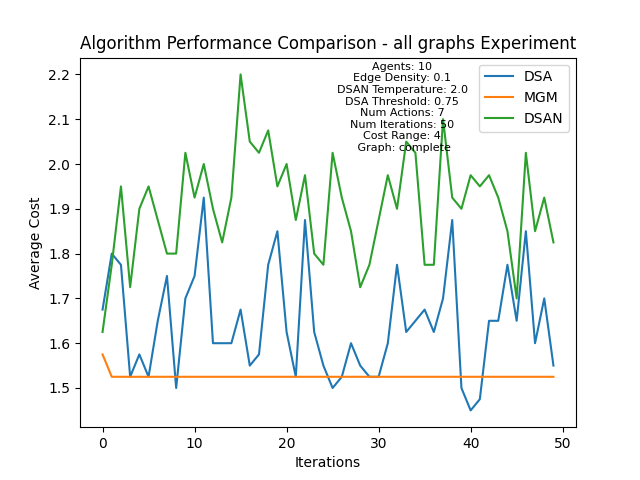 Algorithm Performance Comparison - all graphs Experiment
Agents: 10
Edge Density: 0.1
DSAN Temperature: 2.0
DSA Threshold: 0.75
Num Actions: 7
Num Iterations: 50
Cost Range: 4
Graph: complete
DSA
MGM
DSAN
Average Cost
2.2
2.1
2.0
1.9
1.8
1.7
1.6
1.5
0
10
20
30
40
50
Iterations